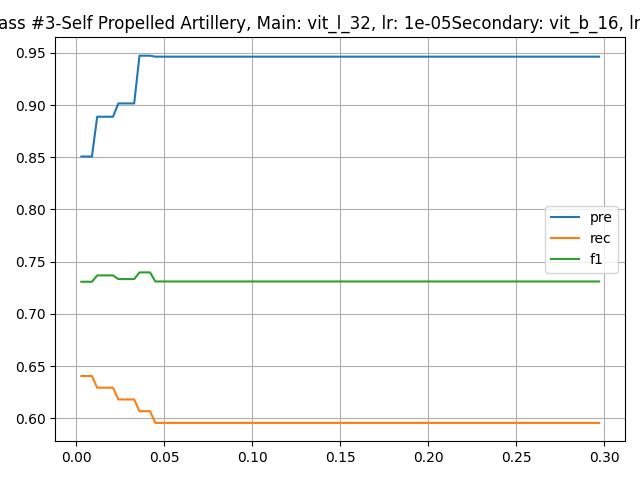 ass #3-Self Propelled Artillery, Main: vit_l_32, lr: 1e-05Secondary: vit_b_16, lr
0.95
0.90
0.85
0.80
0.75
0.70
0.65
0.60
pre
rec
f1
0.00 0.05 0.10 0.15 0.20 0.25 0.30